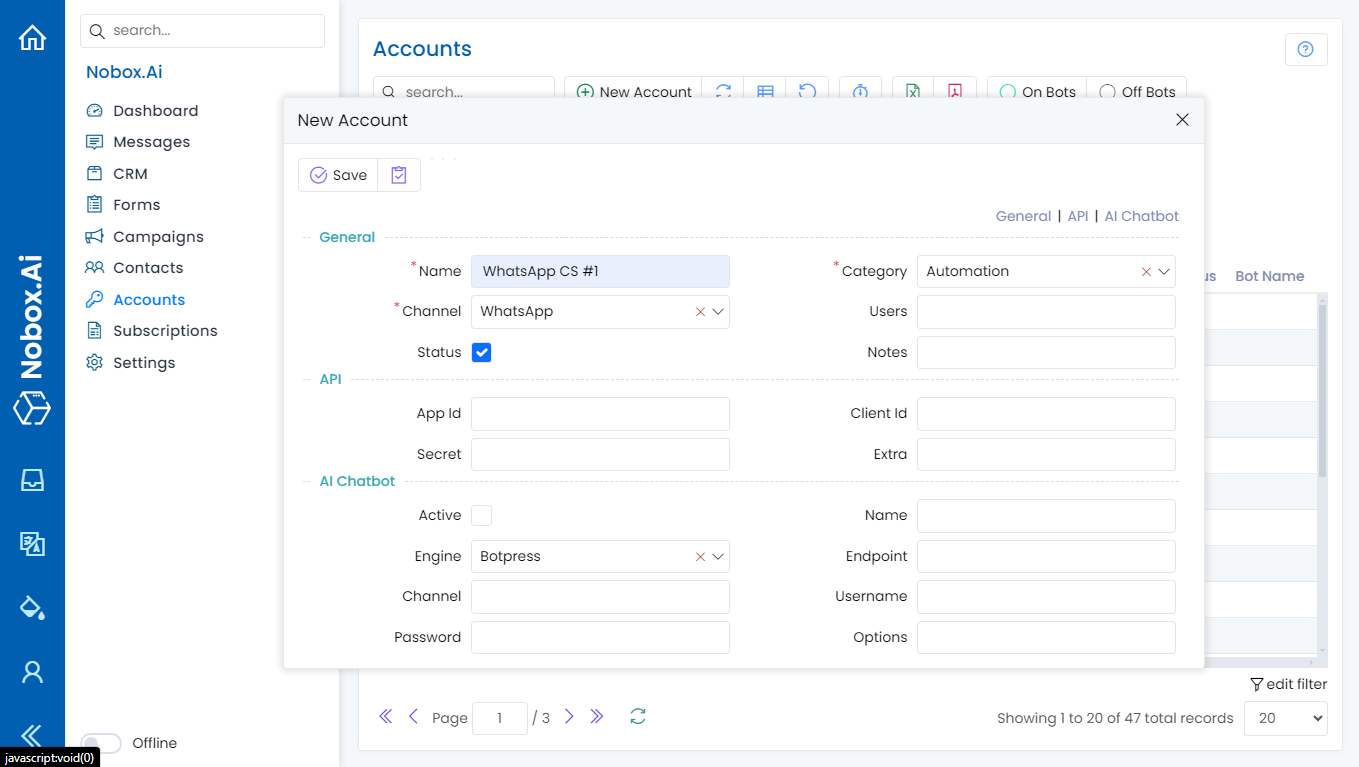 search...
Nobox.Ai
Dashboard
Messages
CRM
Forms
Campaigns
Contacts
Accounts
Subscriptions
Settings
Nobox.Ai
Offline
javascript:void(0)
Accounts
search...
New Account
On Bots
Off Bots
New Account
Save
General | API | AI Chatbot
General
* Name WhatsApp CS #1 * Category Automation
* Channel WhatsApp Users
Status Notes
API
App Id Client Id
Secret Extra
AI Chatbot
Active Name
Engine Botpress Endpoint
Channel Username
Password Options
us Bot Name
edit filter
Page 1 / 3
Showing 1 to 20 of 47 total records 20